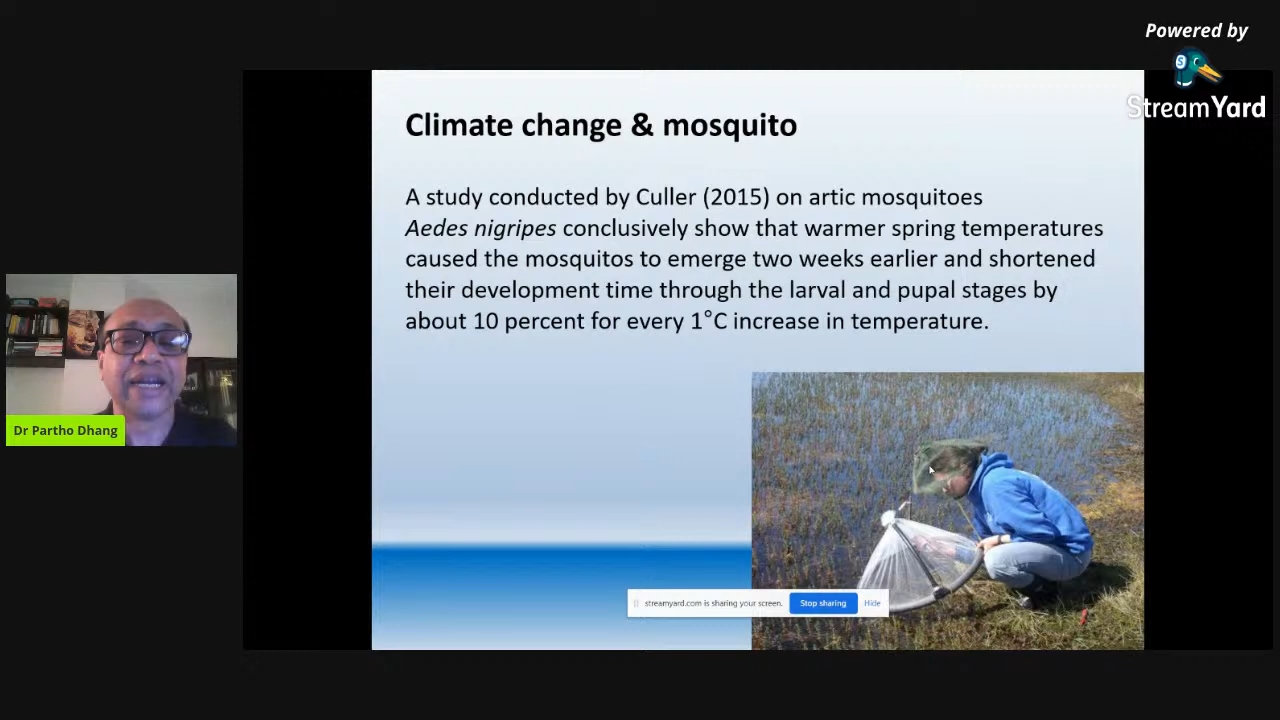 Powered by
StreamYard
Climate change & mosquito
A study conducted by Culler (2015) on artic mosquitoes
Aedes nigripes conclusively show that warmer spring temperatures
caused the mosquitos to emerge two weeks earlier and shortened
their development time through the larval and pupal stages by
about 10 percent for every 1°C increase in temperature.
Dr Partho Dhang
streamyard.com is sharing your screen.
Stop sharing
Hide